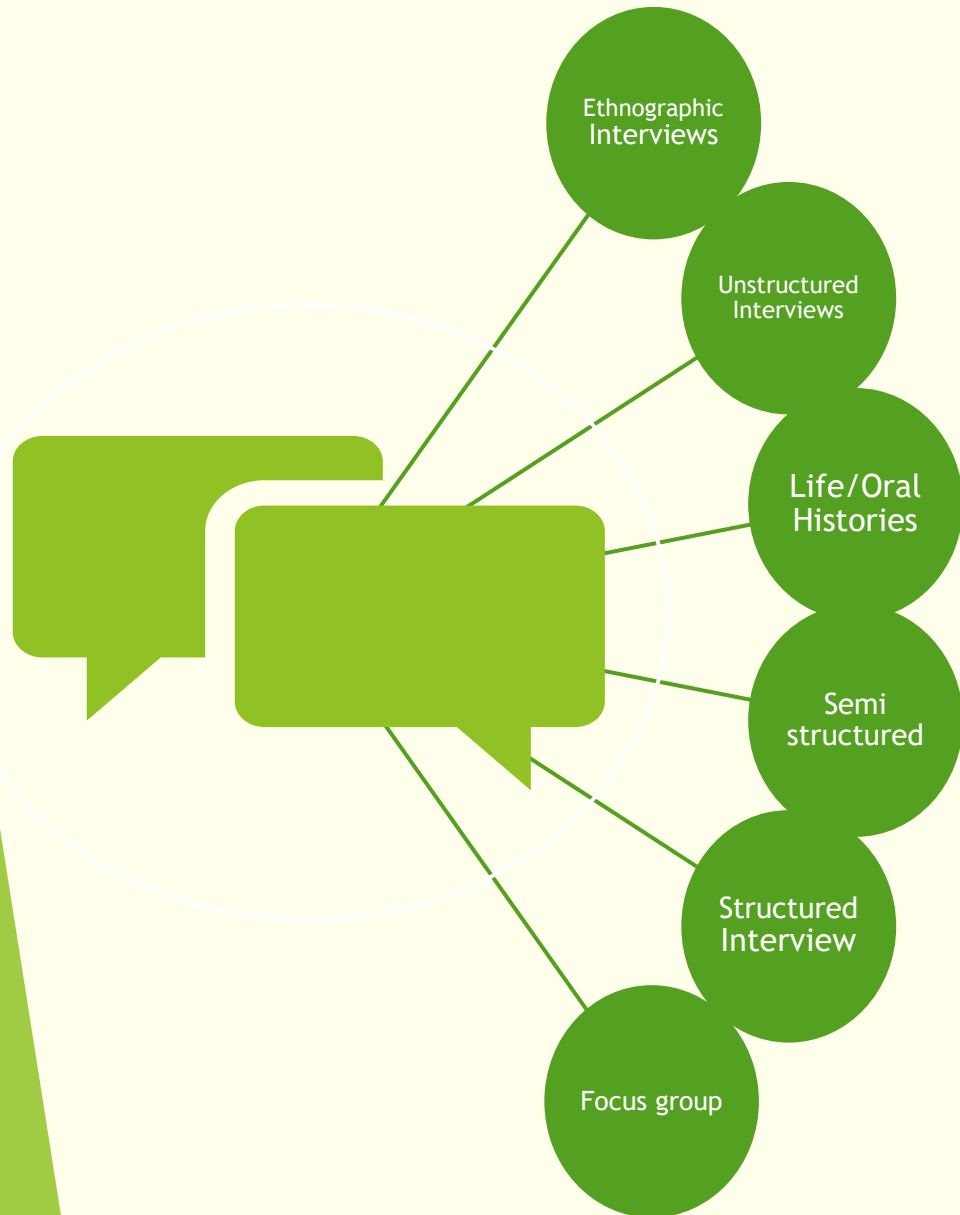 Ethnographic
Interviews
Unstructured
Interviews
Life/Oral
Histories
Semi
structured
Structured
Interview
Focus group